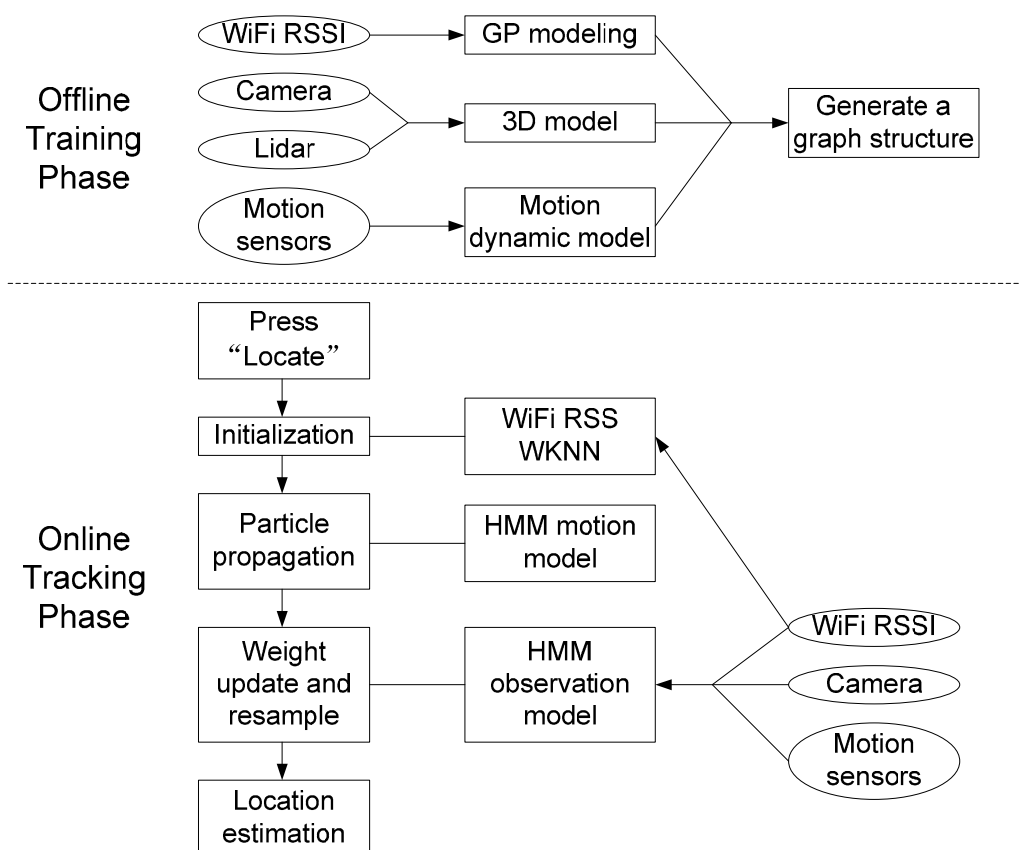 WiFi RSSI
GP modeling
Offline
Training
Phase
Camera
Lidar
3D model
Generate a
graph structure
Motion
sensors
Motion
dynamic model
Online
Tracking
Phase
Press
“Locate”
Initialization
WiFi RSS
WKNN
Particle
propagation
HMM motion
model
Weight
update and
resample
HMM
observation
model
WiFi RSSI
Camera
Motion
sensors
Location
estimation